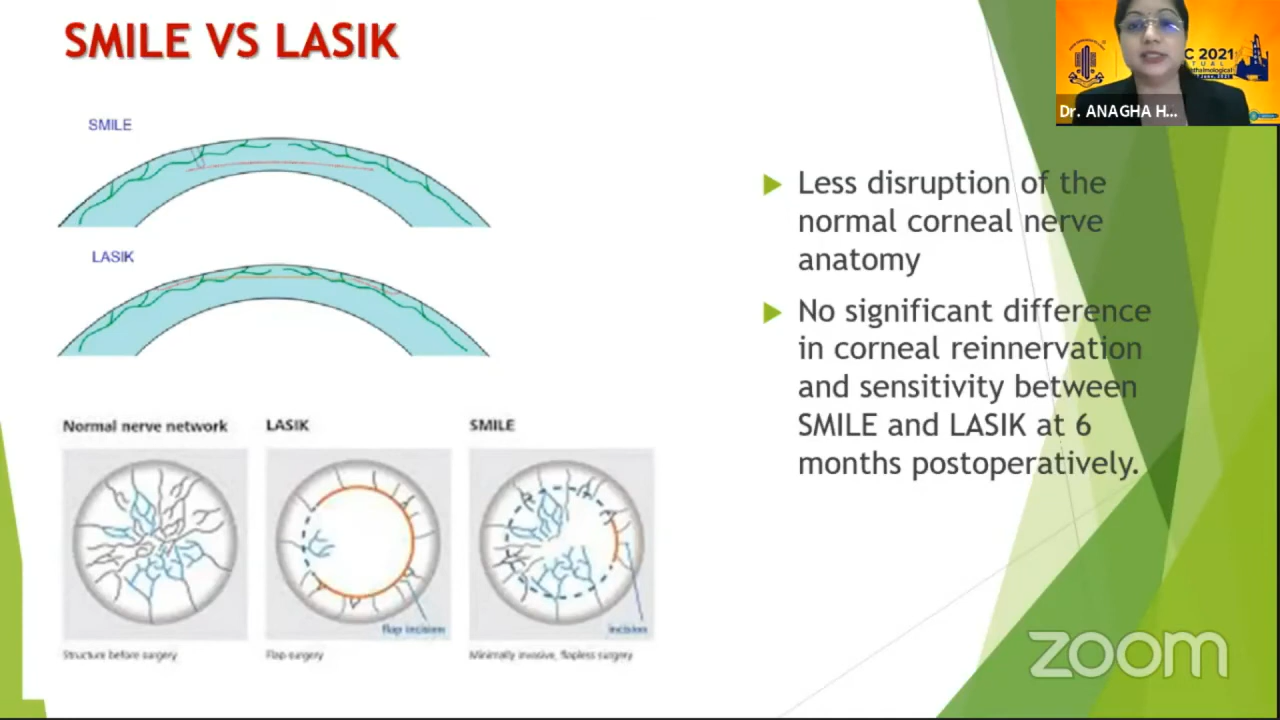 SMILE VS LASIK
C 2021
T U A L
Dr. ANAGHA H...
SMILE
LASIK
Less disruption of the
normal corneal nerve
anatomy
No significant difference
in corneal reinnervation
and sensitivity between
SMILE and LASIK at 6
months postoperatively.
Normal nerve network
LASIK
SMILE
flap incision
incision
Structure before surgery
Flap surgery
Minimally invasive, flapless surgery
zoom